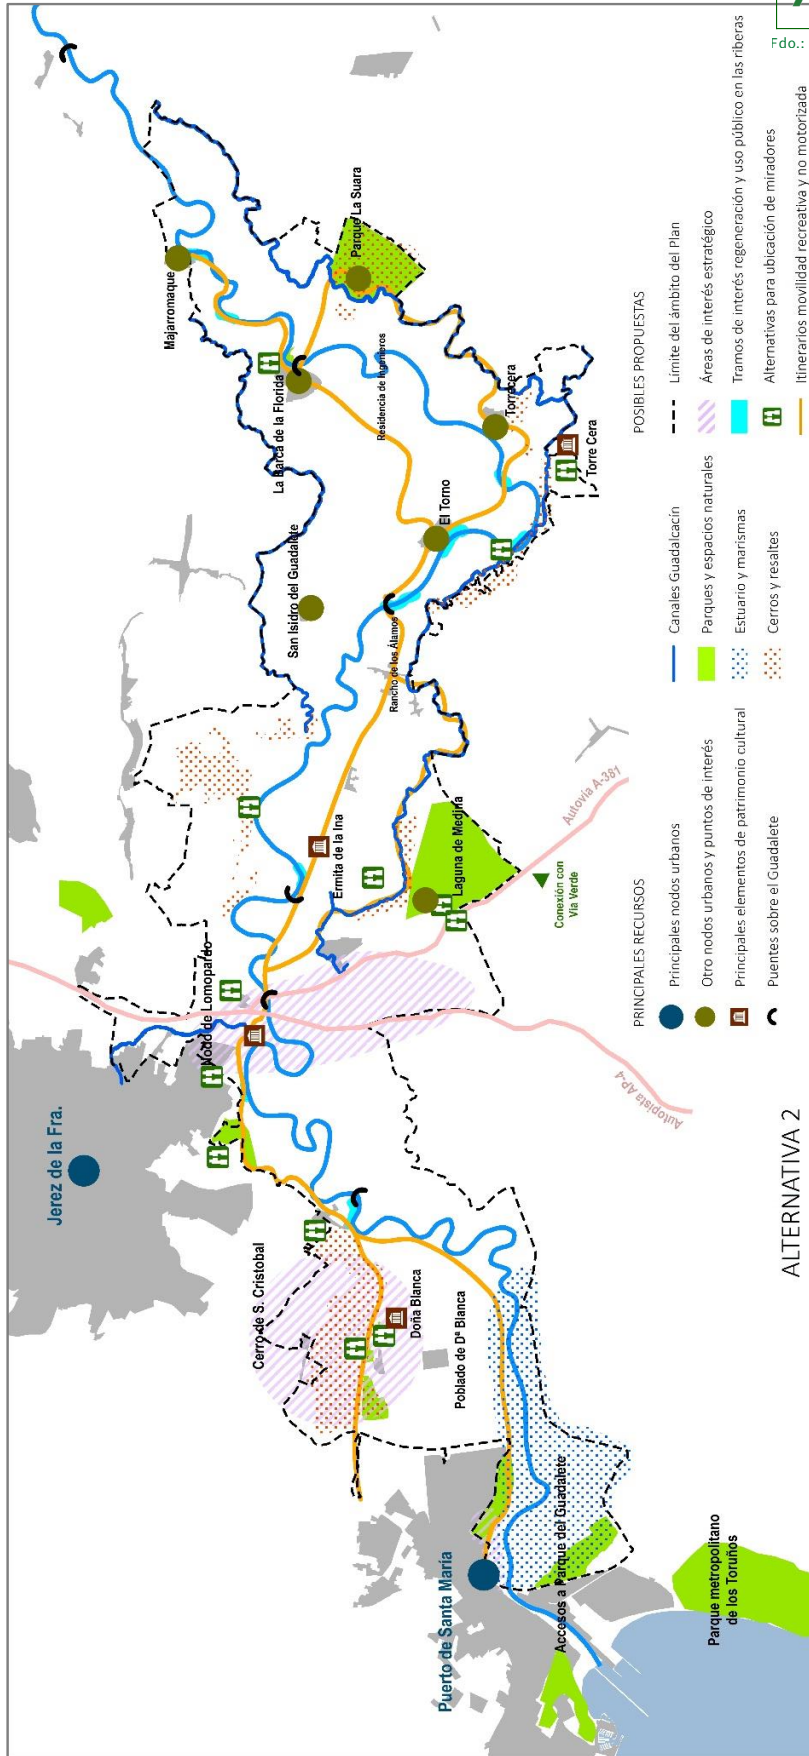 Fdo.:
Jerez de la Fra.
Puerto de Santa María
Accesos a Parque del Guadalete
Parque metropolitano
de los Toruños
Cerro de S. Cristobal
Doña Blanca
Poblado de Dª Blanca
Nodo de Lomopardo
Ermita de la Ina
Laguna de Medina
Conexión con
Vía Verde
Autovía A-381
Autopista AP-4
San Isidro del Guadalete
Rancho de los Álamos
El Torno
La Barca de la Florida
Residencia de Ingenieros
Majarromaque
Parque La Suara
Torrecera
Torre Cera
ALTERNATIVA 2
PRINCIPALES RECURSOS
Principales nodos urbanos
Otro nodos urbanos y puntos de interés
Principales elementos de patrimonio cultural
Puentes sobre el Guadalete
Canales Guadalcacín
Parques y espacios naturales
Estuario y marismas
Cerros y resaltes
POSIBLES PROPUESTAS
Límite del ámbito del Plan
Áreas de interés estratégico
Tramos de interés regeneración y uso público en las riberas
Alternativas para ubicación de miradores
Itinerarios movilidad recreativa y no motorizada